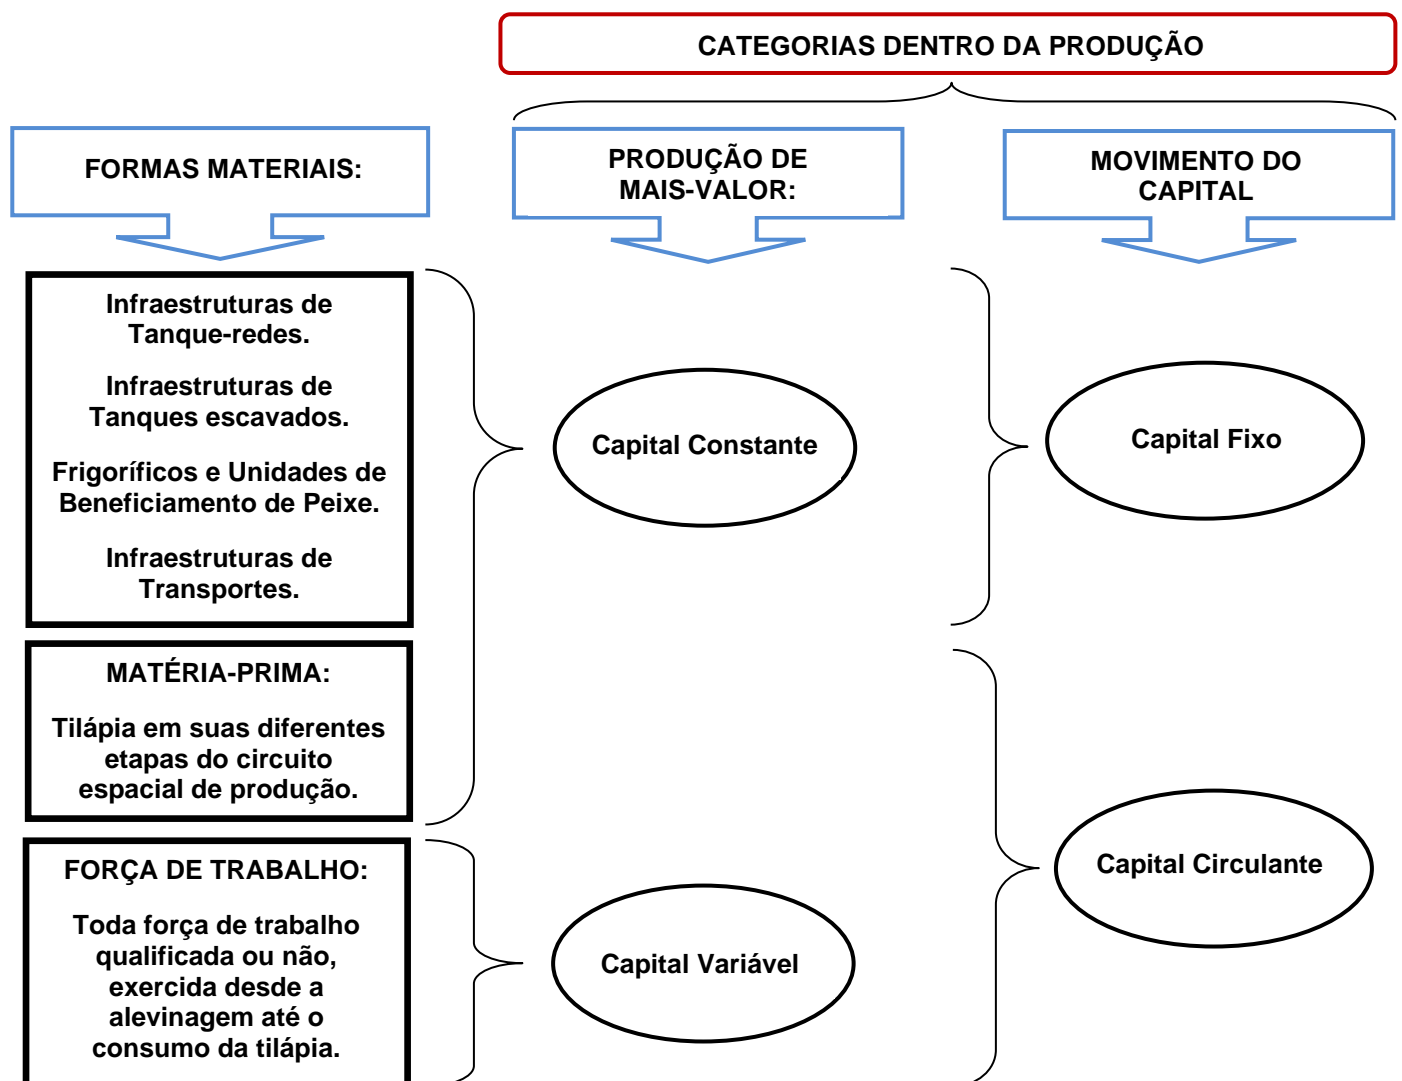 CATEGORIAS DENTRO DA PRODUÇÃO
FORMAS MATERIAIS:
PRODUÇÃO DE
MAIS-VALOR:
MOVIMENTO DO
CAPITAL
Infraestruturas de
Tanque-redes.
Infraestruturas de
Tanques escavados.
Frigoríficos e Unidades de
Beneficiamento de Peixe.
Infraestruturas de
Transportes.
Capital Constante
Capital Fixo
MATÉRIA-PRIMA:
Tilápia em suas diferentes
etapas do circuito
espacial de produção.
FORÇA DE TRABALHO:
Toda força de trabalho
qualificada ou não,
exercida desde a
alevinagem até o
consumo da tilápia.
Capital Variável
Capital Circulante